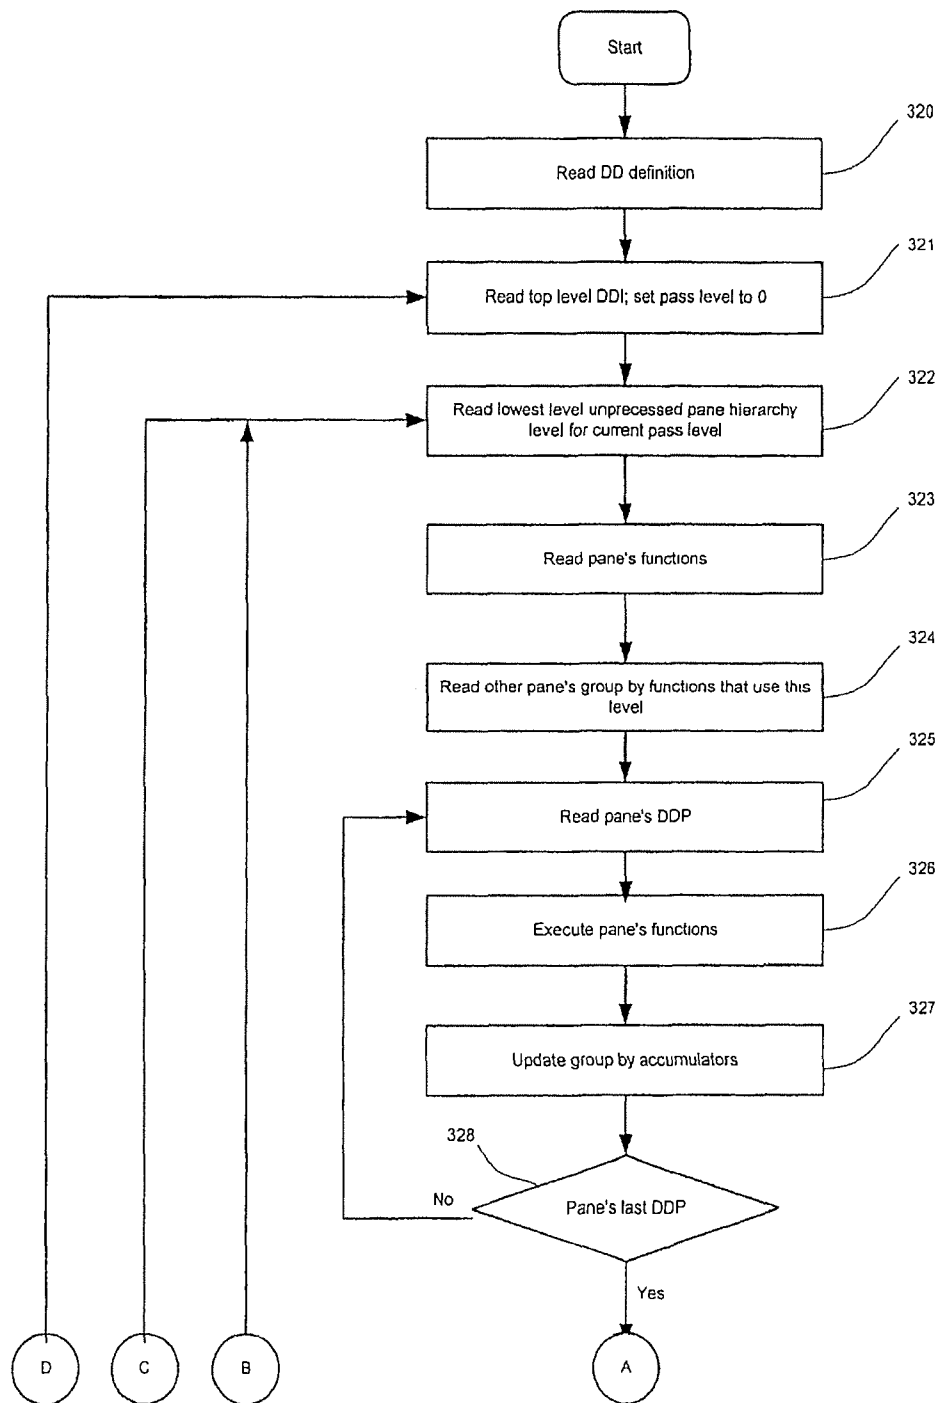 Start
320
Read DD definition
321
Read top level DDI; set pass level to 0
322
Read lowest level unprecessed pane hierarchy
level for current pass level
323
Read pane's functions
324
Read other pane's group by functions that use this
level
325
Read pane's DDP
326
Execute pane's functions
327
Update group by accumulators
328
No
Pane's last DDP
Yes
D
C
B
A